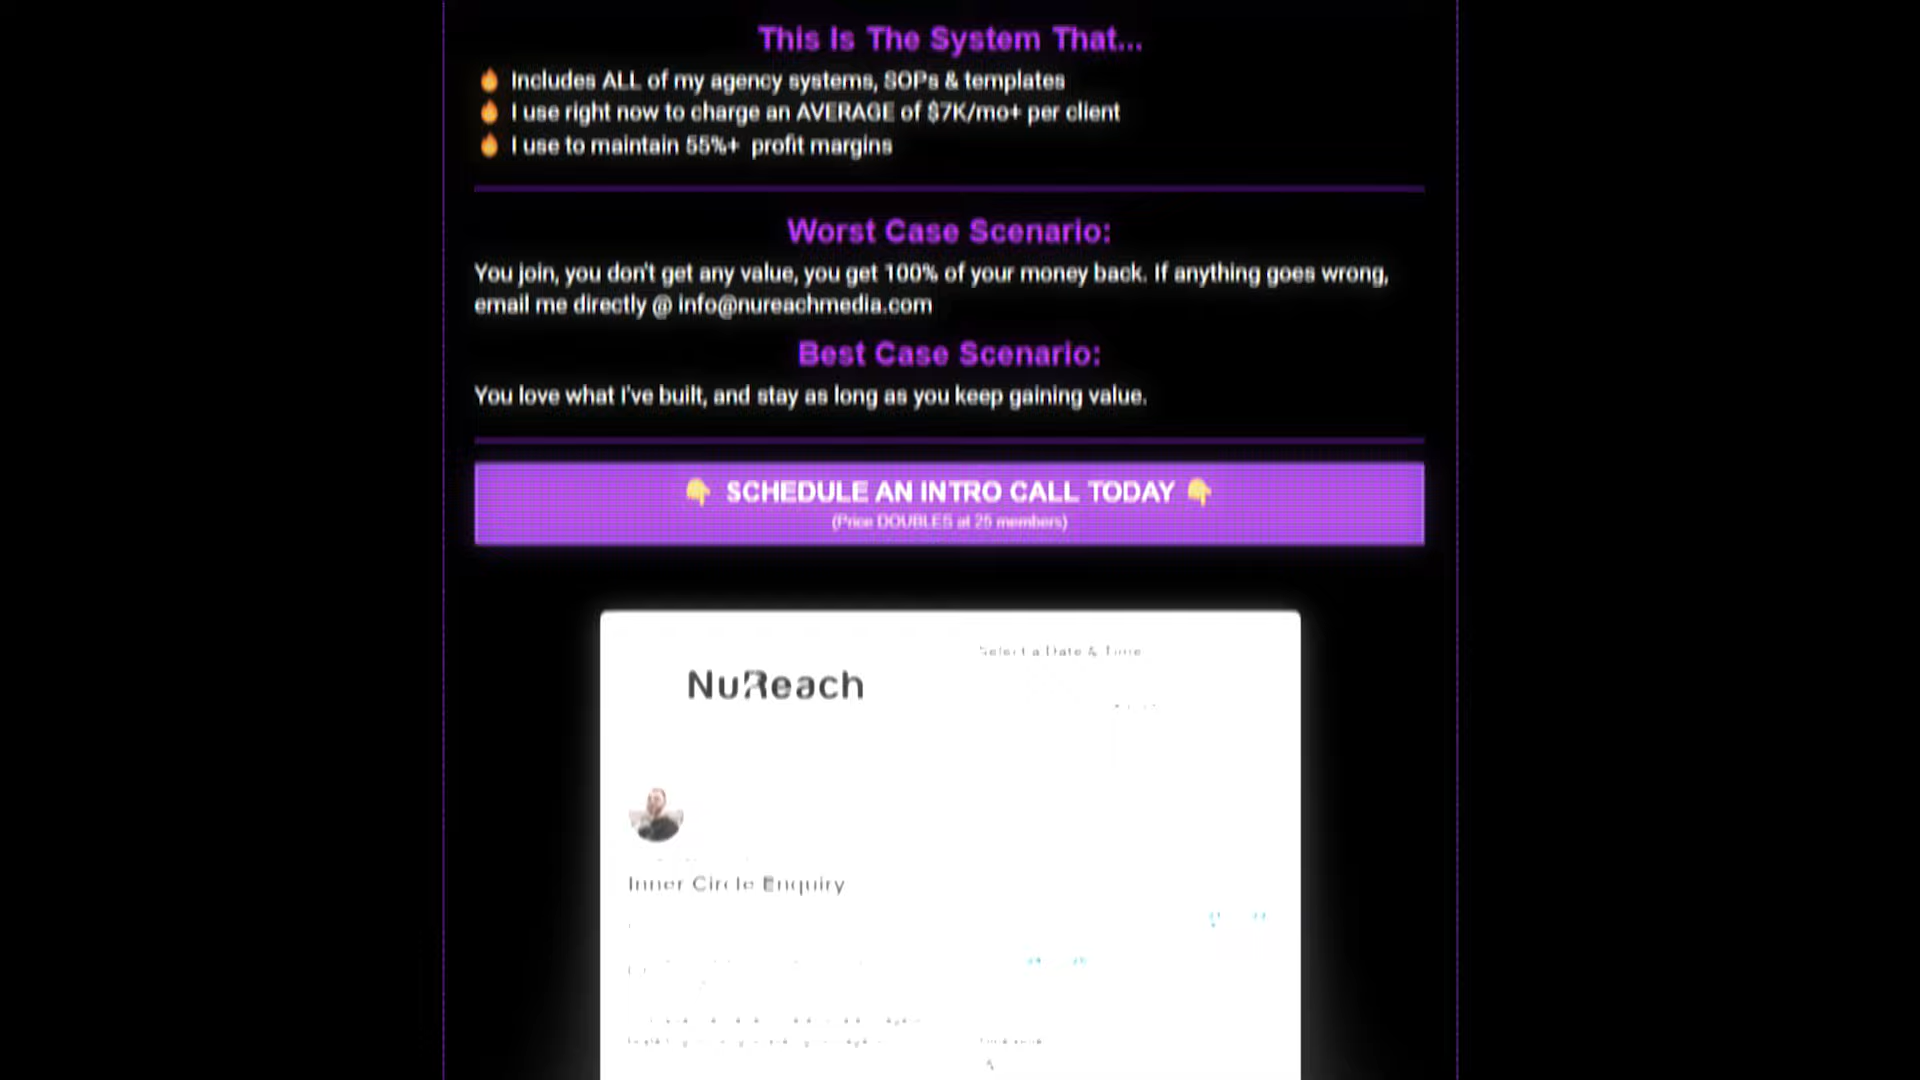 This Is The System That...
Includes ALL of my agency systems, SOPs & templates
I use right now to charge an AVERAGE of $7K/mo+ per client
I use to maintain 55%+ profit margins
Worst Case Scenario:
You join, you don't get any value, you get 100% of your money back. If anything goes wrong,
email me directly @ info@nureachmedia.com
Best Case Scenario:
You love what I've built, and stay as long as you keep gaining value.
SCHEDULE AN INTRO CALL TODAY
(Price DOUBLES at 25 members)
Select a Date & Time
NuReach
Inner Circle Enquiry